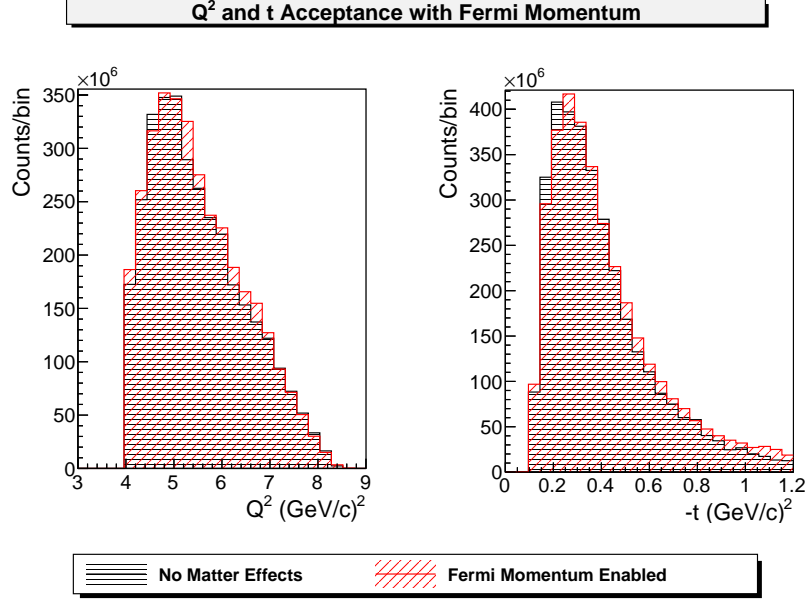 Q² and t Acceptance with Fermi Momentum
×10⁶
350
300
250
200
150
100
50
0
Counts/bin
3 4 5 6 7 8 9
Q² (GeV/c)²
×10⁶
400
350
300
250
200
150
100
50
0
Counts/bin
0 0.2 0.4 0.6 0.8 1 1.2
-t (GeV/c)²
No Matter Effects Fermi Momentum Enabled